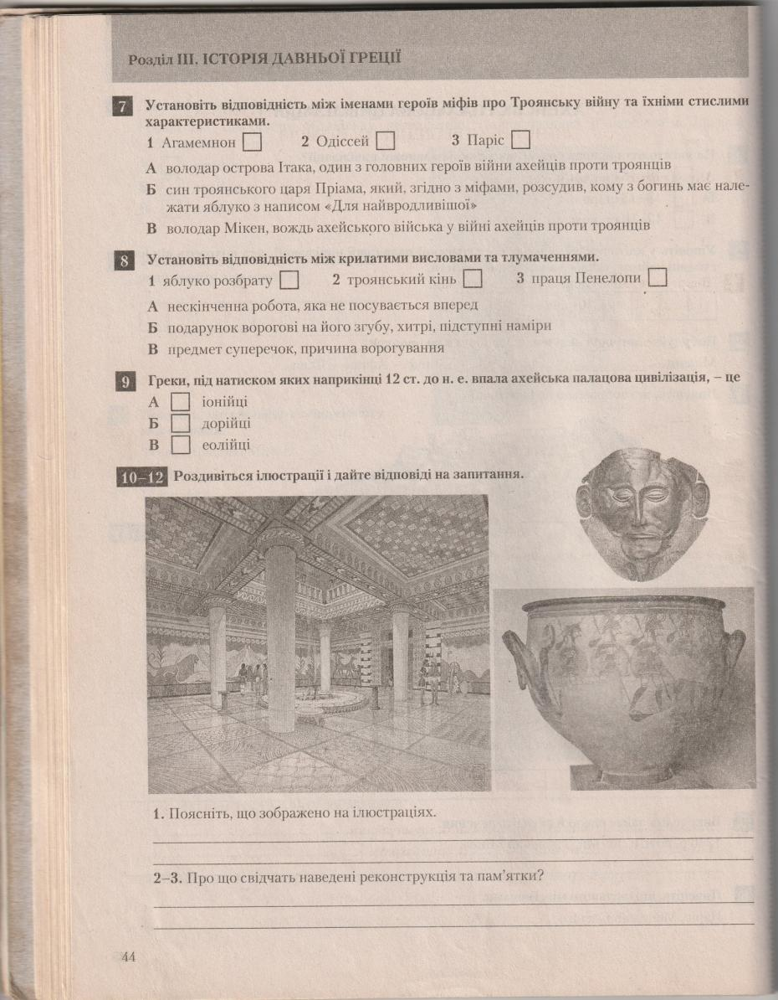 Розділ III. ІСТОРІЯ ДАВНЬОЇ ГРЕЦІЇ
7 Установіть відповідність між іменами героїв міфів про Троянську війну та їхніми стислими
характеристиками.
1 Агамемнон 2 Одіссей 3 Паріс
А володар острова Ітака, один з головних героїв війни ахейців проти троянців
Б син троянського царя Пріама, який, згідно з міфами, розсудив, кому з богинь має нале-
жати яблуко з написом «Для найвродливішої»
В володар Мікен, вождь ахейського війська у війні ахейців проти троянців
8 Установіть відповідність між крилатими висловами та тлумаченнями.
1 яблуко розбрату 2 троянський кінь 3 праця Пенелопи
А нескінченна робота, яка не посувається вперед
Б подарунок ворогові на його згубу, хитрі, підступні наміри
В предмет суперечок, причина ворогування
9 Греки, під натиском яких наприкінці 12 ст. до н. е. впала ахейська палацова цивілізація, – це
А іонійці
Б дорійці
В еолійці
10–12 Роздивіться ілюстрації і дайте відповіді на запитання.
1. Поясніть, що зображено на ілюстраціях.
2–3. Про що свідчать наведені реконструкція та пам’ятки?
44